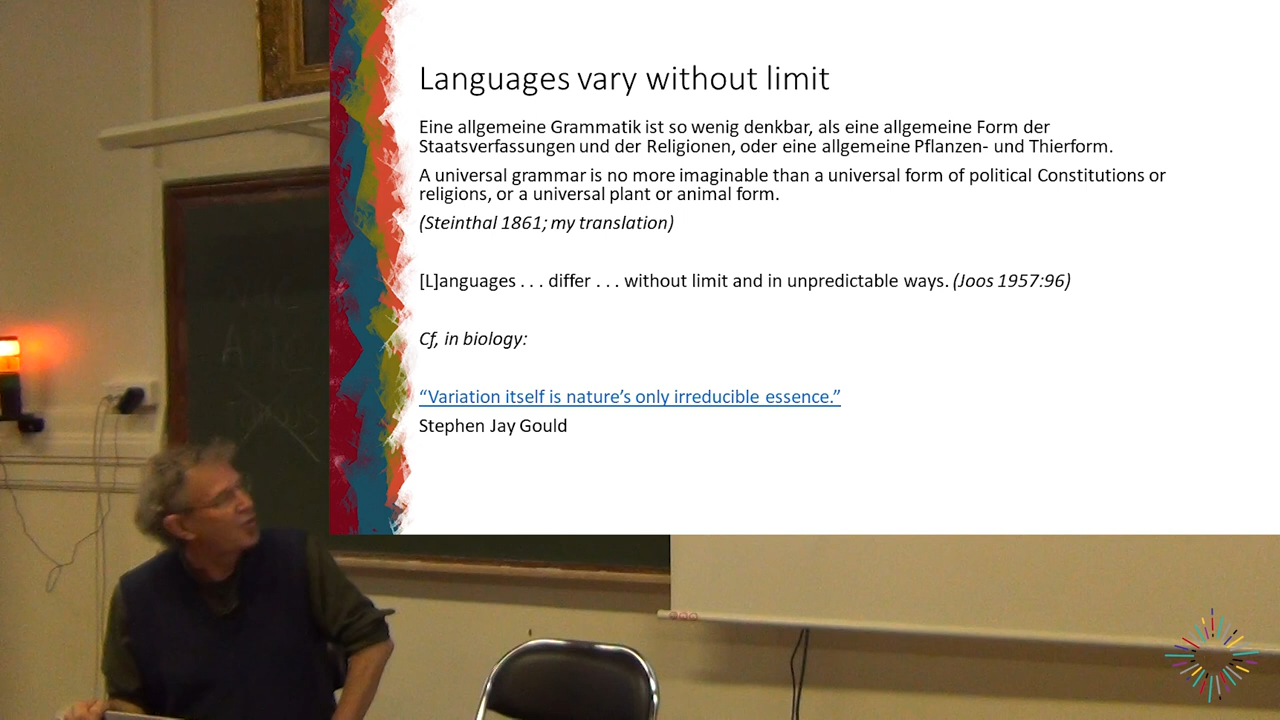 Languages vary without limit
Eine allgemeine Grammatik ist so wenig denkbar, als eine allgemeine Form der
Staatsverfassungen und der Religionen, oder eine allgemeine Pflanzen- und Thierform.
A universal grammar is no more imaginable than a universal form of political Constitutions or
religions, or a universal plant or animal form.
(Steinthal 1861; my translation)
[L]anguages . . . differ . . . without limit and in unpredictable ways. (Joos 1957:96)
Cf, in biology:
“Variation itself is nature’s only irreducible essence.”
Stephen Jay Gould